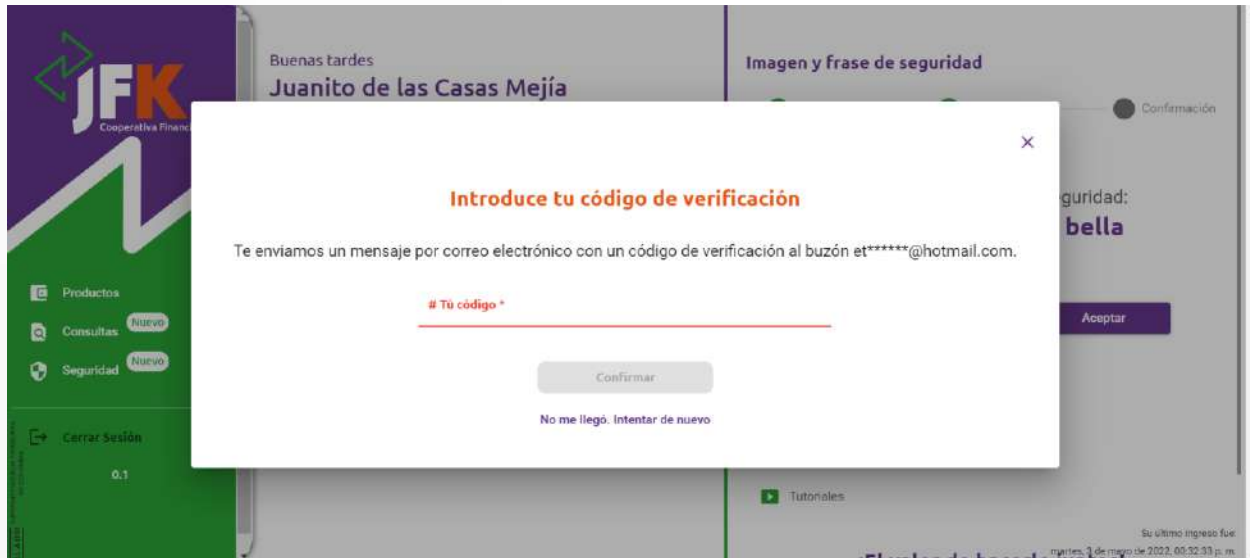 JFK
Cooperativa Financi
Productos
Consultas Nuevo
Seguridad Nuevo
Cerrar Sesión
0.1
Buenas tardes
Juanito de las Casas Mejía
Imagen y frase de seguridad
Confirmación
×
Introduce tu código de verificación
Te enviamos un mensaje por correo electrónico con un código de verificación al buzón et******@hotmail.com.
# Tú código *
Confirmar
No me llegó. Intentar de nuevo
guridad:
bella
Aceptar
Tutoriales
Su último ingreso fue:
martes, 3 de mayo de 2022, 00:32:33 p. m.